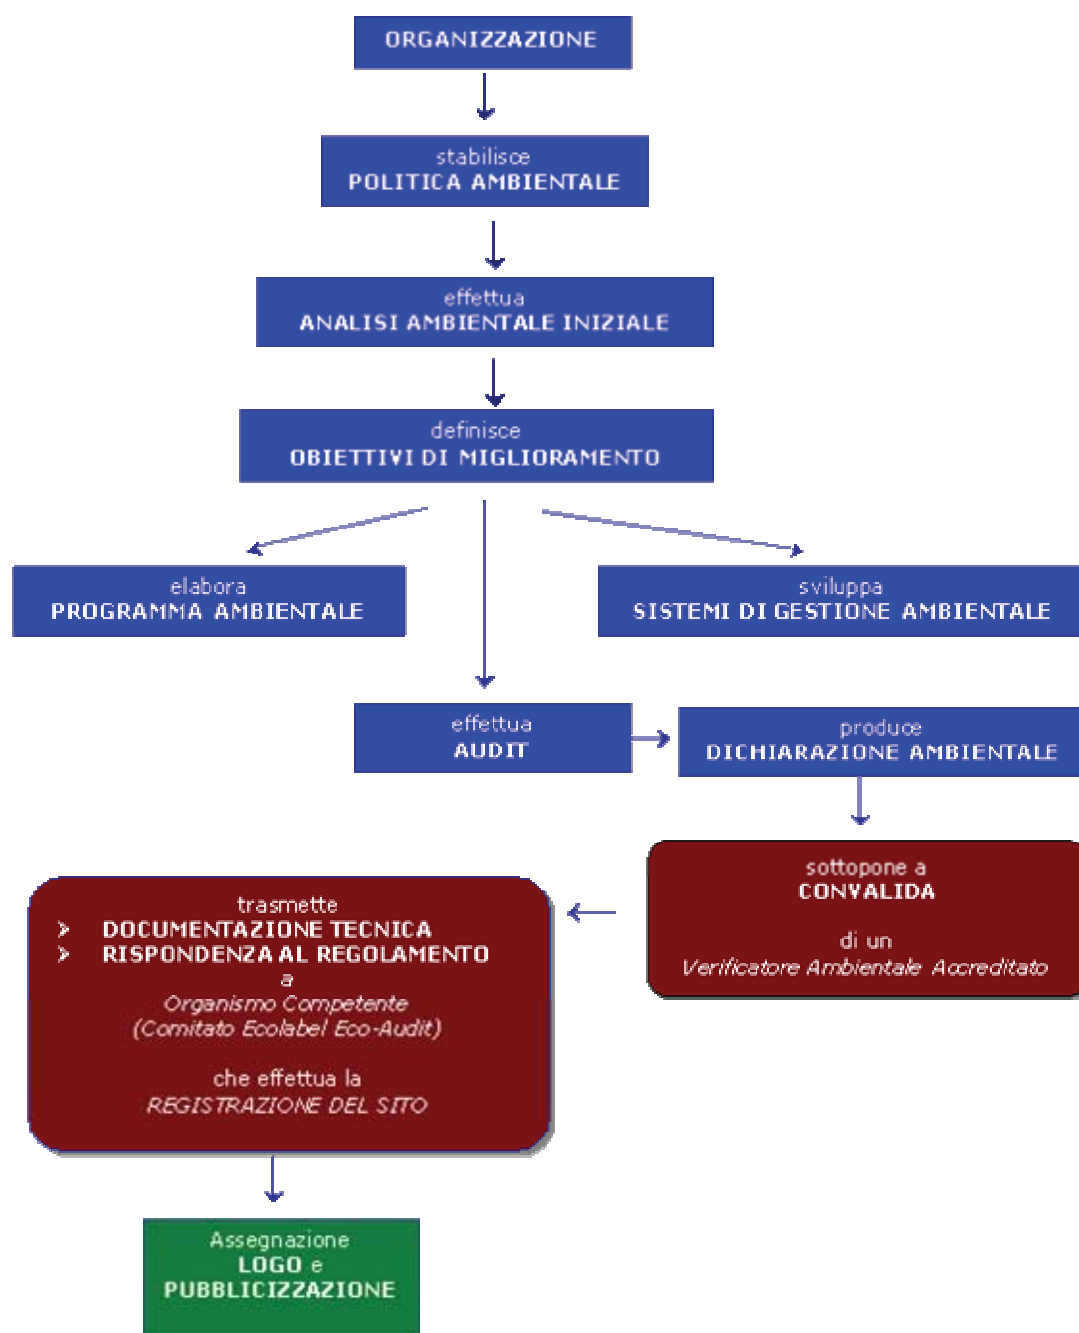 ORGANIZZAZIONE
stabilisce
POLITICA AMBIENTALE
effettua
ANALISI AMBIENTALE INIZIALE
definisce
OBIETTIVI DI MIGLIORAMENTO
elabora
PROGRAMMA AMBIENTALE
sviluppa
SISTEMI DI GESTIONE AMBIENTALE
effettua
AUDIT
produce
DICHIARAZIONE AMBIENTALE
sottopone a
CONVALIDA
di un
Verificatore Ambientale Accreditato
trasmette
DOCUMENTAZIONE TECNICA
RISPONDENZA AL REGOLAMENTO
a
Organismo Competente
(Comitato Ecolabel Eco-Audit)
che effettua la
REGISTRAZIONE DEL SITO
Assegnazione
LOGO e
PUBBLICIZZAZIONE